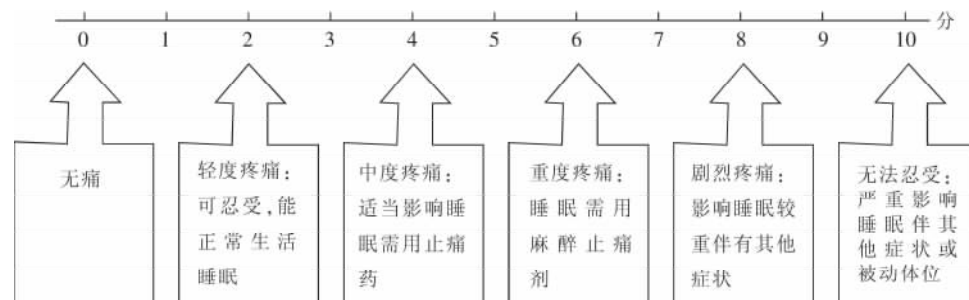 分
0 1 2 3 4 5 6 7 8 9 10
无痛
轻度疼痛：
可忍受,能
正常生活
睡眠
中度疼痛：
适当影响睡
眠需用止痛
药
重度疼痛：
睡眠需用
麻醉止痛
剂
剧烈疼痛：
影响睡眠较
重伴有其他
症状
无法忍受：
严重影响
睡眠伴其
他症状或
被动体位